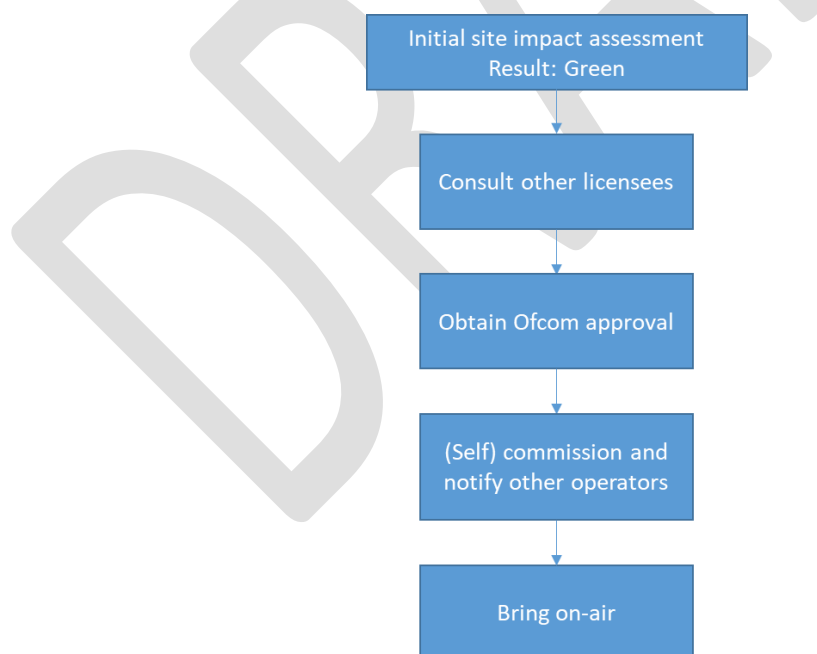 Initial site impact assessment
Result: Green
Consult other licensees
Obtain Ofcom approval
(Self) commission and
notify other operators
Bring on-air